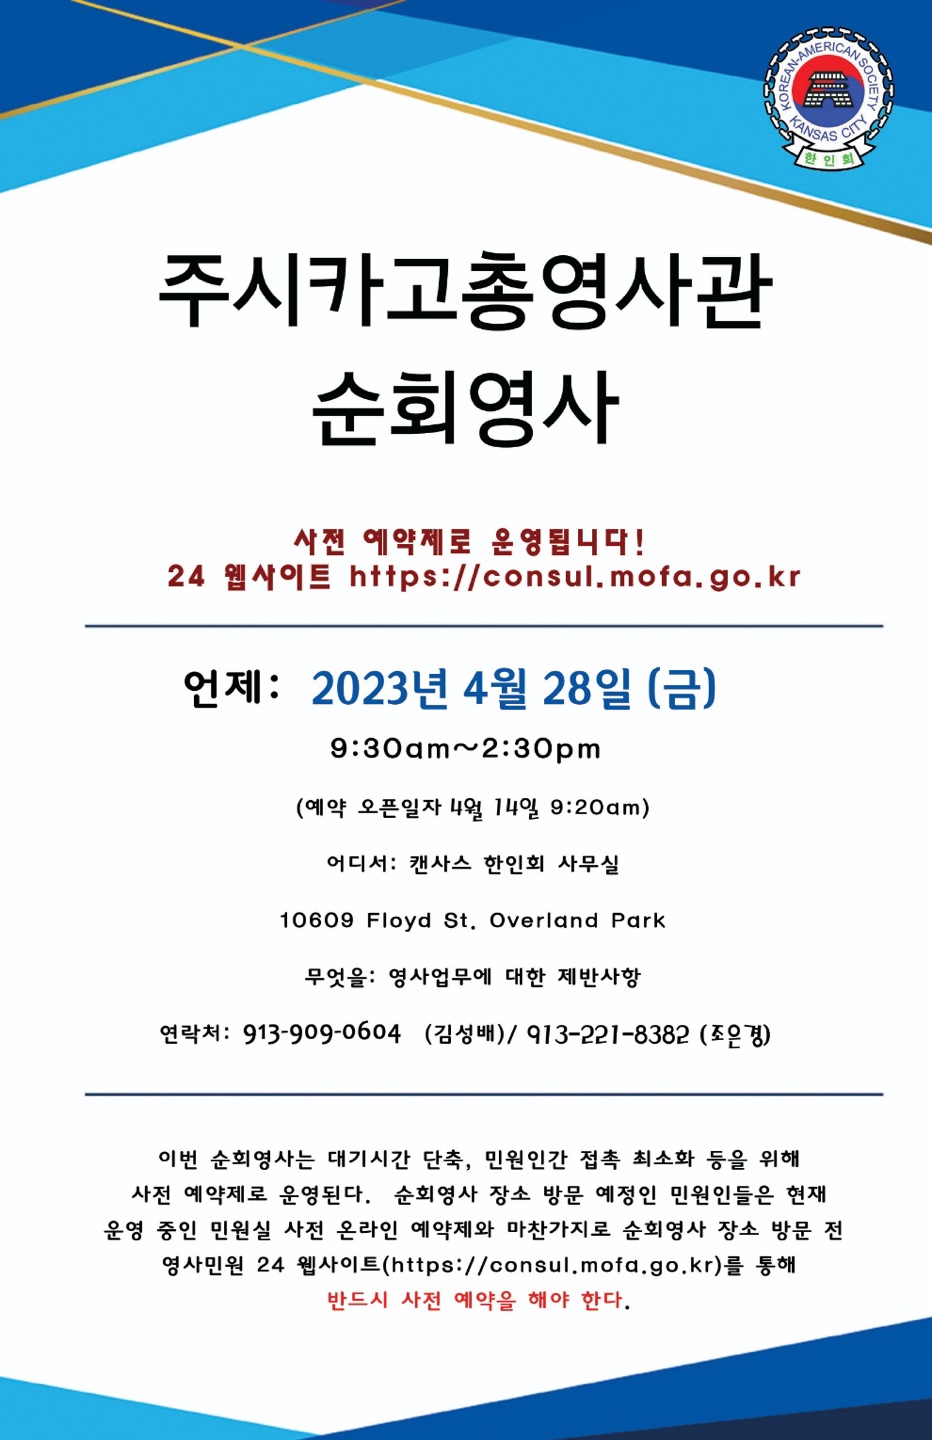 KOREAN-AMERICAN SOCIETY
KANSAS CITY
한인회
주시카고총영사관
순회영사
사전 예약제로 운영됩니다!
24 웹사이트 https://consul.mofa.go.kr
언제: 2023년 4월 28일 (금)
9:30am~2:30pm
(예약 오픈일자 4월 14일 9:20am)
어디서: 캔사스 한인회 사무실
10609 Floyd St. Overland Park
무엇을: 영사업무에 대한 제반사항
연락처: 913-909-0604 (김성배)/ 913-221-8382 (조은경)
이번 순회영사는 대기시간 단축, 민원인간 접촉 최소화 등을 위해
사전 예약제로 운영된다. 순회영사 장소 방문 예정인 민원인들은 현재
운영 중인 민원실 사전 온라인 예약제와 마찬가지로 순회영사 장소 방문 전
영사민원 24 웹사이트(https://consul.mofa.go.kr)를 통해
반드시 사전 예약을 해야 한다.